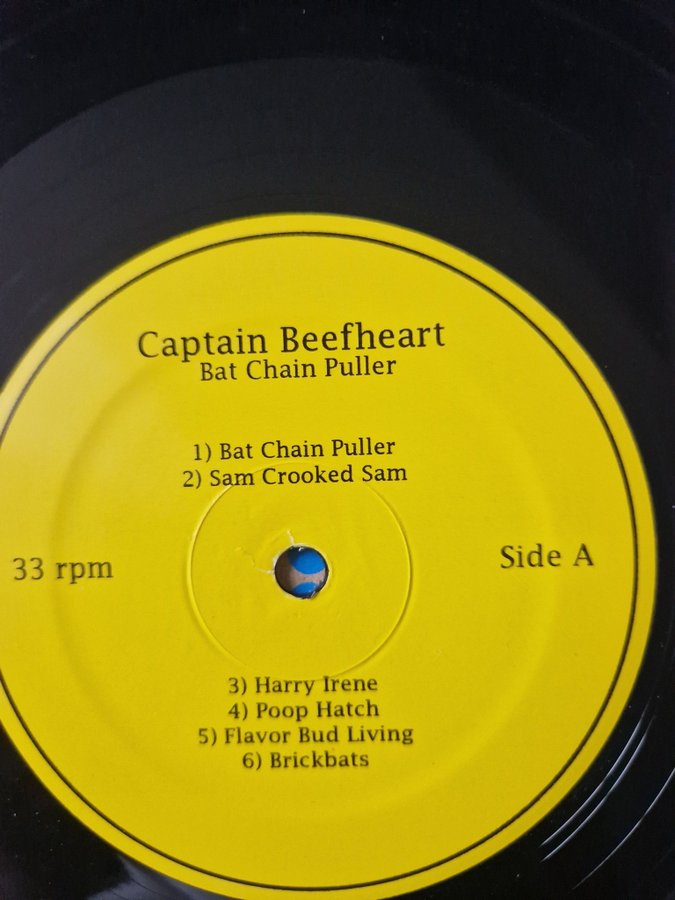 Captain Beefheart
Bat Chain Puller
1) Bat Chain Puller
2) Sam Crooked Sam
33 rpm
Side A
3) Harry Irene
4) Poop Hatch
5) Flavor Bud Living
6) Brickbats